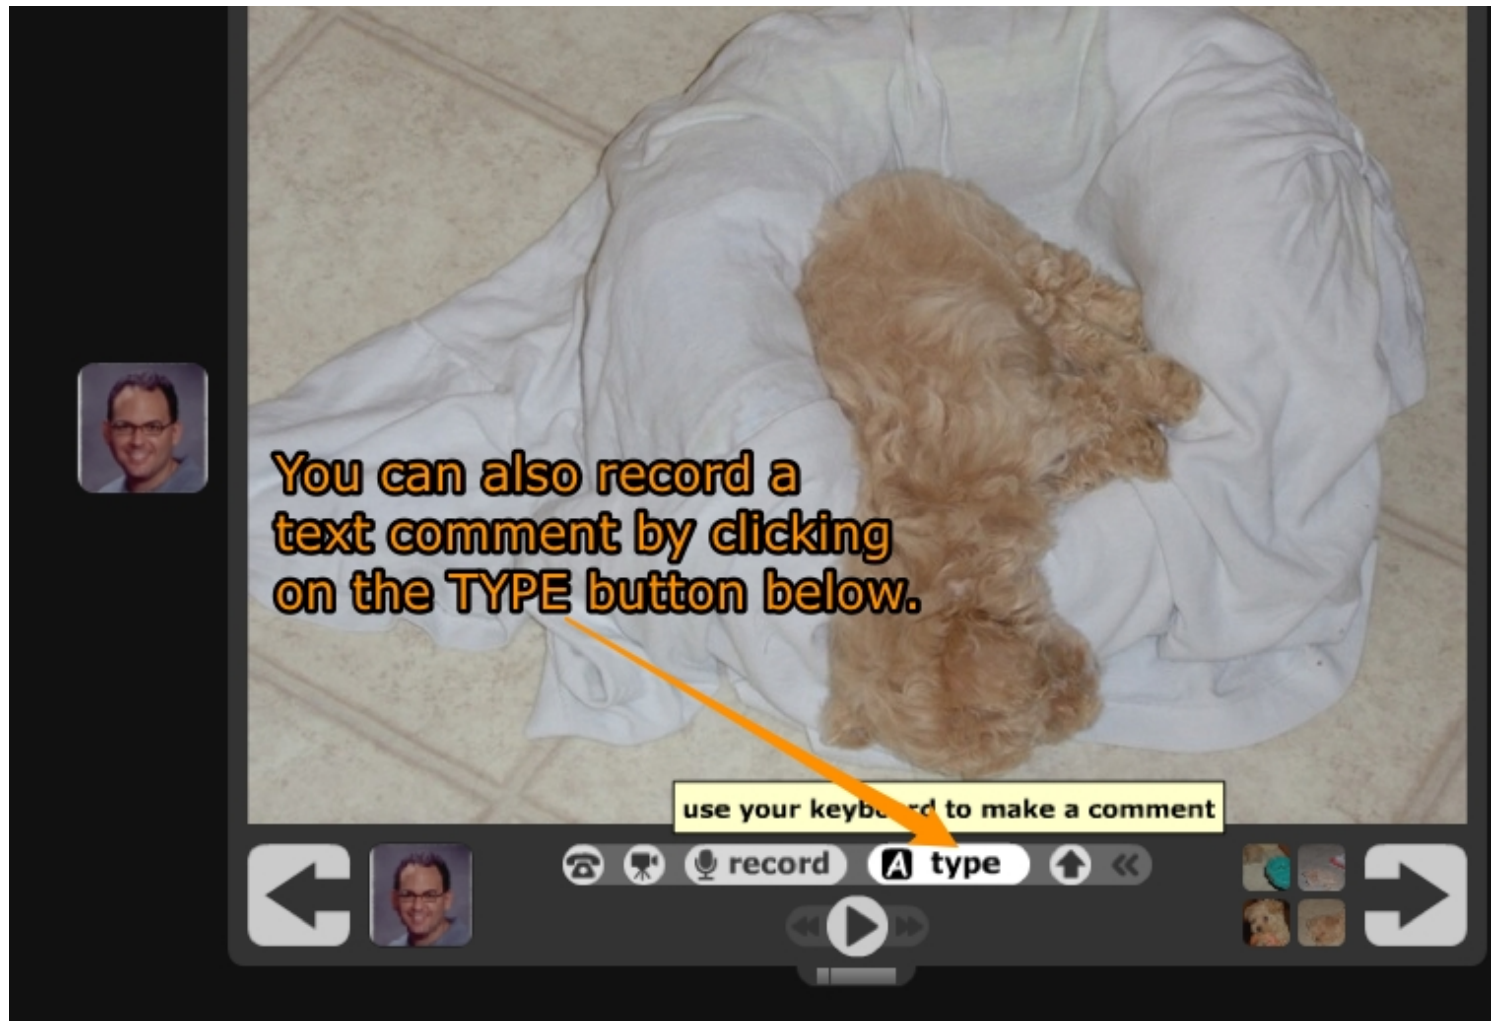 You can also record a
text comment by clicking
on the TYPE button below.
use your keyboard to make a comment
record
A type